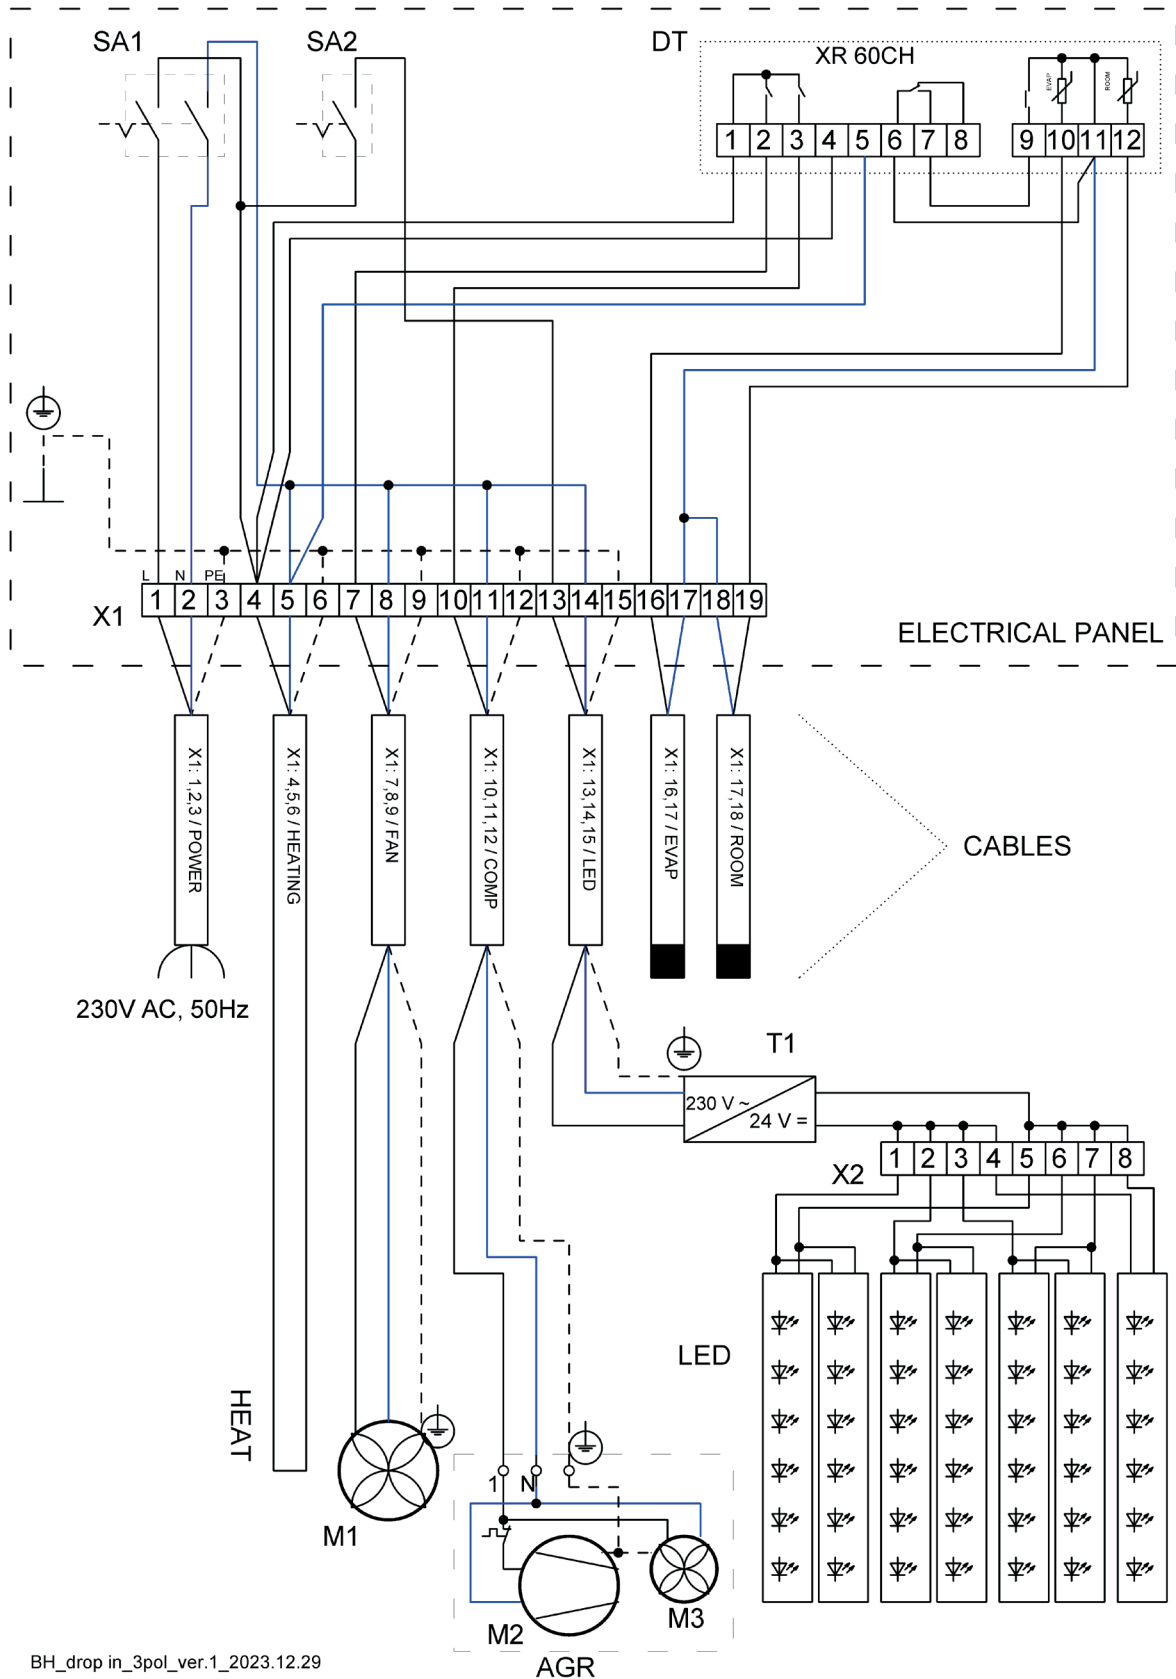 SA1
SA2
DT
XR 60CH
EVAP
ROOM
1 2 3 4 5 6 7 8
9 10 11 12
L N PE
X1
1 2 3 4 5 6 7 8 9 10 11 12 13 14 15 16 17 18 19
ELECTRICAL PANEL
X1: 1,2,3 / POWER
X1: 4,5,6 / HEATING
X1: 7,8,9 / FAN
X1: 10,11,12 / COMP
X1: 13,14,15 / LED
X1: 16,17 / EVAP
X1: 17,18 / ROOM
CABLES
230V AC, 50Hz
T1
230 V ~
24 V =
X2
1 2 3 4 5 6 7 8
LED
HEAT
M1
1 N
M2
M3
AGR
BH_drop in_3pol_ver.1_2023.12.29